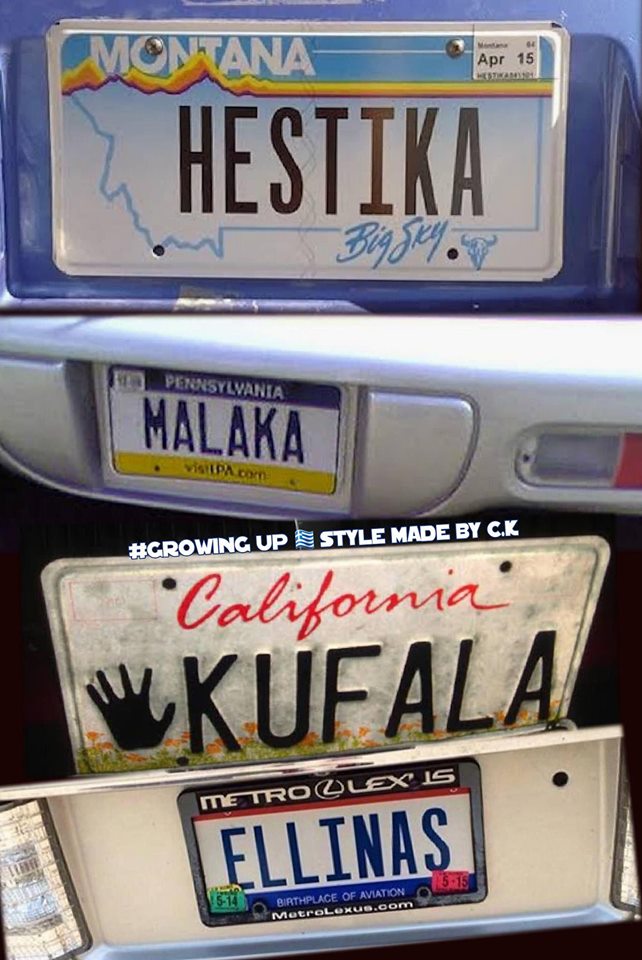 MONTANA
Montana 04
Apr 15
HESTIKA
Big Sky
PENNSYLVANIA
MALAKA
visitPA.com
#GROWING UP STYLE MADE BY C.K
California
KUFALA
METRO LEXUS
ELLINAS
5-14
5-15
BIRTHPLACE OF AVIATION
MetroLexus.com